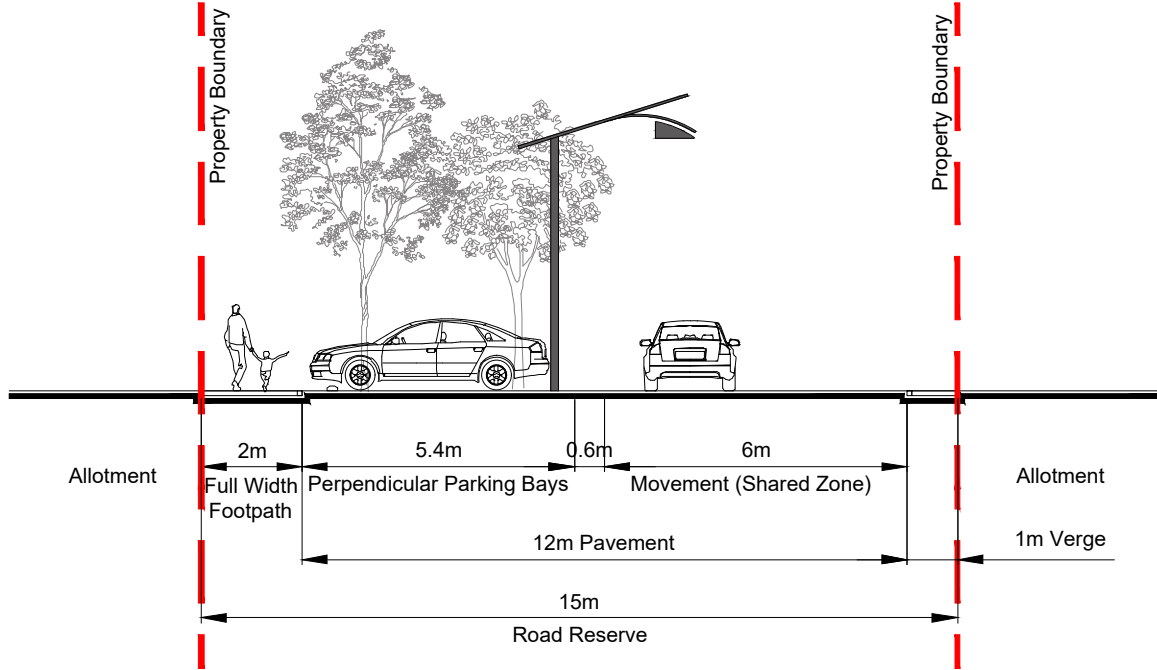 Property Boundary
Property Boundary
2m
5.4m
0.6m
6m
Allotment
Full Width
Footpath
Perpendicular Parking Bays
Movement (Shared Zone)
Allotment
12m Pavement
1m Verge
15m
Road Reserve